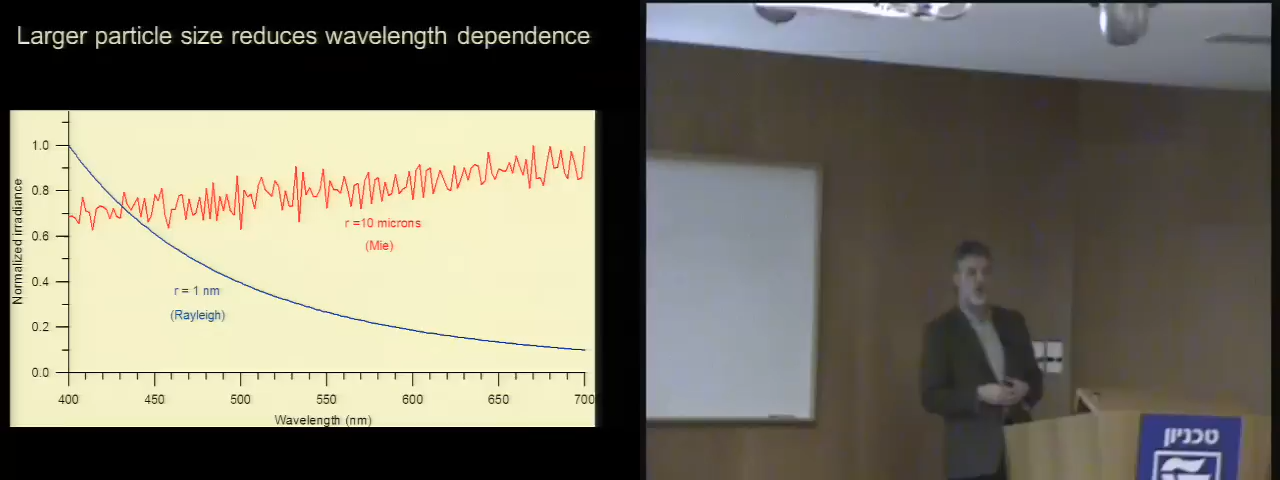 Larger particle size reduces wavelength dependence
Normalized irradiance
1.0
0.8
0.6
0.4
0.2
0.0
r =10 microns
(Mie)
r = 1 nm
(Rayleigh)
400 450 500 550 600 650 700
Wavelength (nm)
טכניון